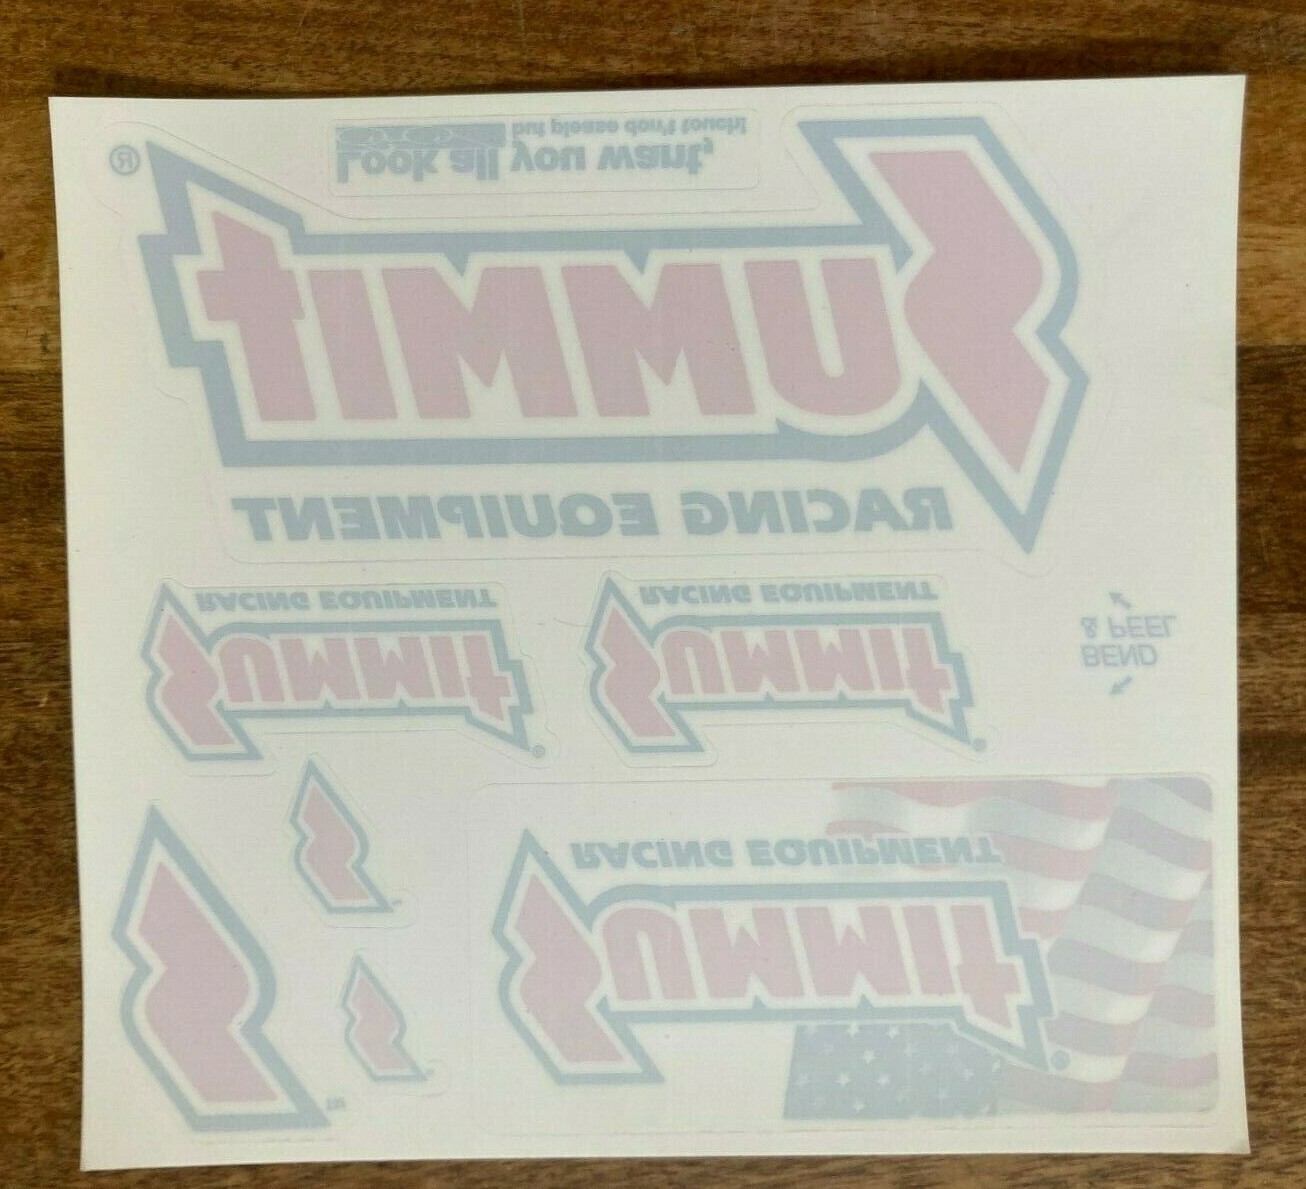 Look all you want,
but please don't touch!
SUMMIT®
RACING EQUIPMENT
SUMMIT®
RACING EQUIPMENT
SUMMIT®
RACING EQUIPMENT
BEND
& PEEL
SUMMIT®
RACING EQUIPMENT
S
S
S
TM